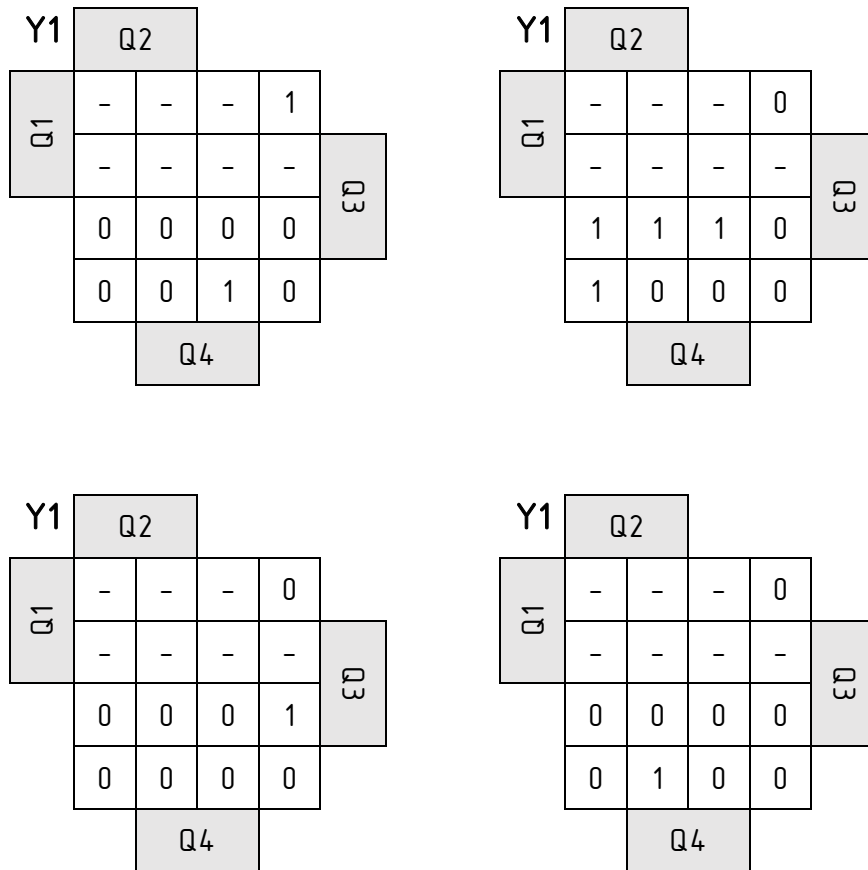 Y1 Q2
Q1 - - - 1
- - - - Q3
0 0 0 0
0 0 1 0
Q4
Y1 Q2
Q1 - - - 0
- - - - Q3
1 1 1 0
1 0 0 0
Q4
Y1 Q2
Q1 - - - 0
- - - - Q3
0 0 0 1
0 0 0 0
Q4
Y1 Q2
Q1 - - - 0
- - - - Q3
0 0 0 0
0 1 0 0
Q4